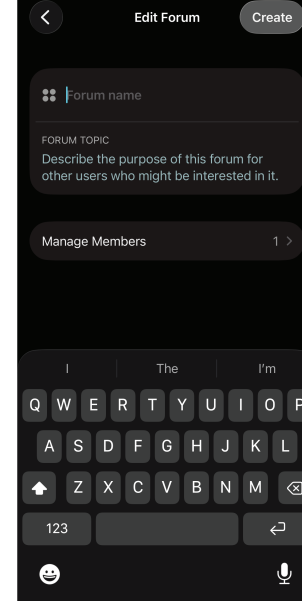 Edit Forum
Create
Forum name
FORUM TOPIC
Describe the purpose of this forum for
other users who might be interested in it.
Manage Members 1
I The I'm
Q W E R T Y U I O P
A S D F G H J K L
Z X C V B N M
123